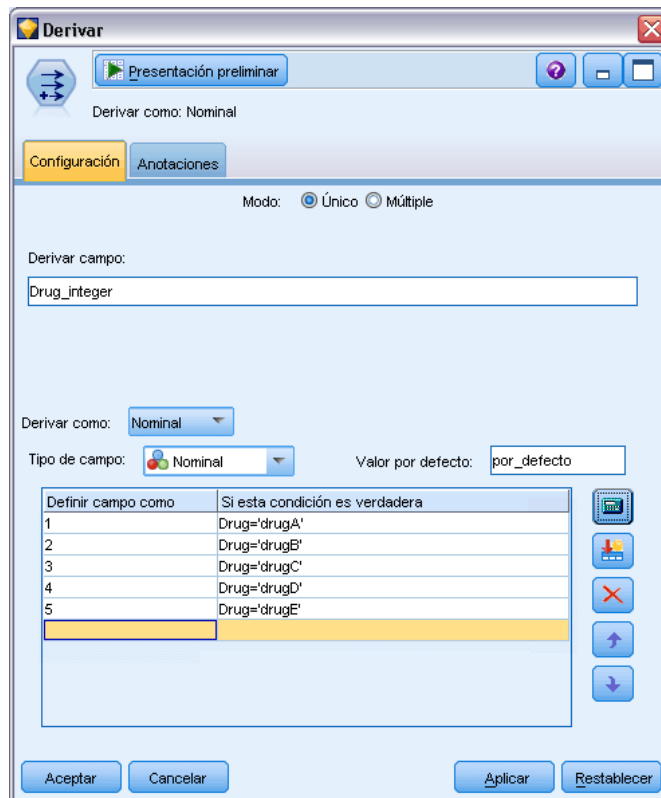 Derivar
Presentación preliminar
?
Derivar como: Nominal
Configuración Anotaciones
Modo: Único Múltiple
Derivar campo:
Drug_integer
Derivar como: Nominal
Tipo de campo: Nominal Valor por defecto: por_defecto
Definir campo como Si esta condición es verdadera
1 Drug='drugA'
2 Drug='drugB'
3 Drug='drugC'
4 Drug='drugD'
5 Drug='drugE'
Aceptar Cancelar Aplicar Restablecer